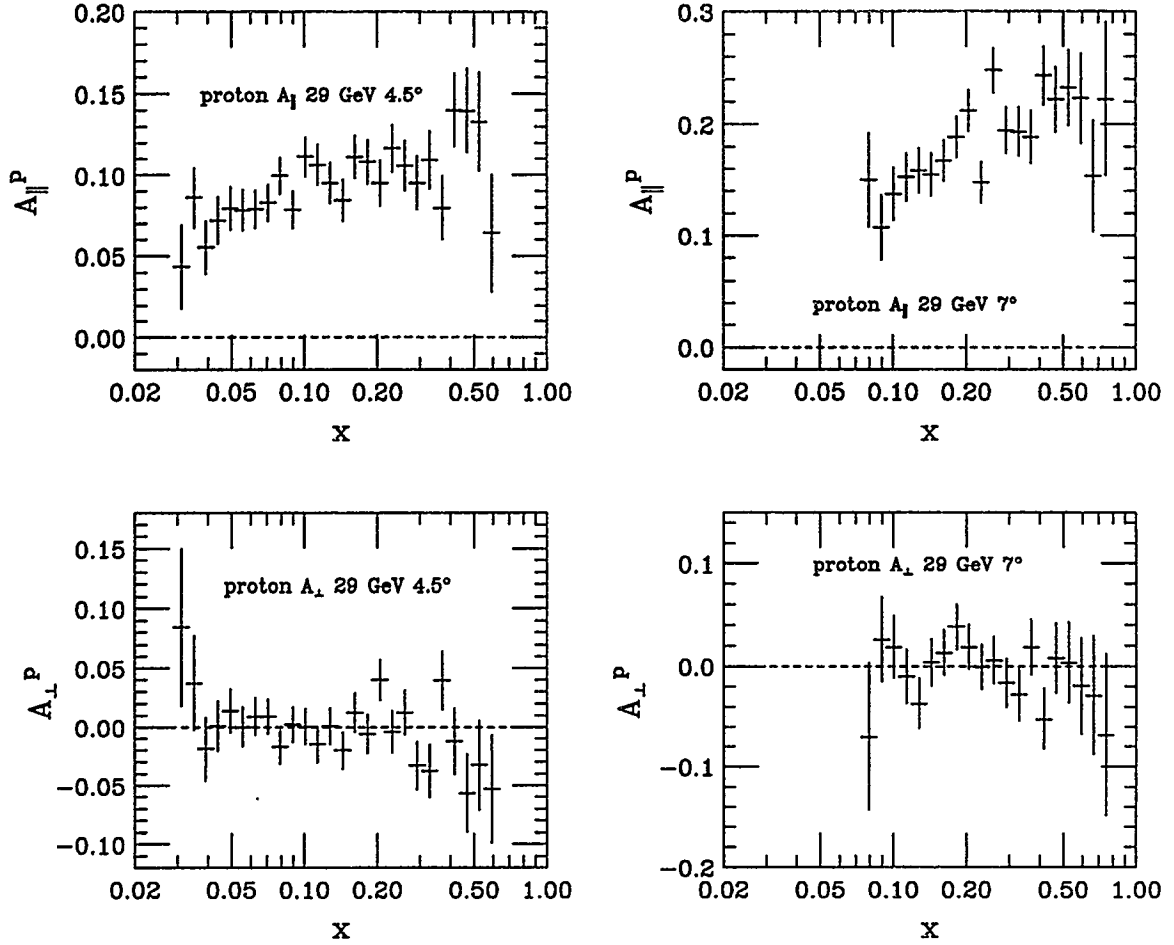 0.20
0.15
0.10
0.05
0.00
A∥P
proton A∥ 29 GeV 4.5°
0.02 0.05 0.10 0.20 0.50 1.00
x
0.3
0.2
0.1
0.0
A∥P
proton A∥ 29 GeV 7°
0.02 0.05 0.10 0.20 0.50 1.00
x
0.15
0.10
0.05
0.00
−0.05
−0.10
A⊥P
proton A⊥ 29 GeV 4.5°
0.02 0.05 0.10 0.20 0.50 1.00
x
0.1
0.0
−0.1
−0.2
A⊥P
proton A⊥ 29 GeV 7°
0.02 0.05 0.10 0.20 0.50 1.00
x